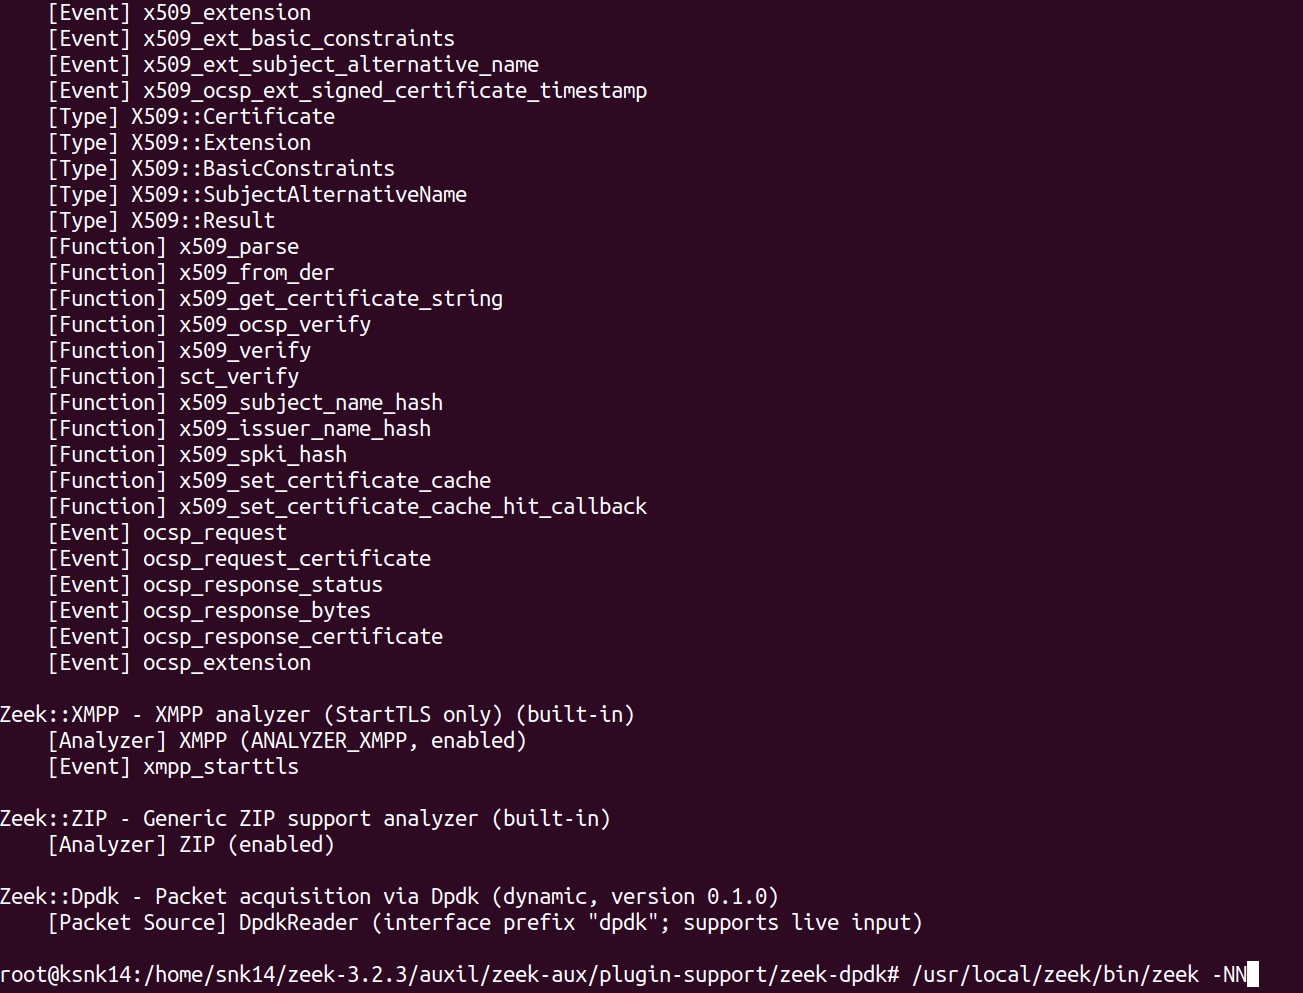 [Event] x509_extension
[Event] x509_ext_basic_constraints
[Event] x509_ext_subject_alternative_name
[Event] x509_ocsp_ext_signed_certificate_timestamp
[Type] X509::Certificate
[Type] X509::Extension
[Type] X509::BasicConstraints
[Type] X509::SubjectAlternativeName
[Type] X509::Result
[Function] x509_parse
[Function] x509_from_der
[Function] x509_get_certificate_string
[Function] x509_ocsp_verify
[Function] x509_verify
[Function] sct_verify
[Function] x509_subject_name_hash
[Function] x509_issuer_name_hash
[Function] x509_spki_hash
[Function] x509_set_certificate_cache
[Function] x509_set_certificate_cache_hit_callback
[Event] ocsp_request
[Event] ocsp_request_certificate
[Event] ocsp_response_status
[Event] ocsp_response_bytes
[Event] ocsp_response_certificate
[Event] ocsp_extension
Zeek::XMPP - XMPP analyzer (StartTLS only) (built-in)
[Analyzer] XMPP (ANALYZER_XMPP, enabled)
[Event] xmpp_starttls
Zeek::ZIP - Generic ZIP support analyzer (built-in)
[Analyzer] ZIP (enabled)
Zeek::Dpdk - Packet acquisition via Dpdk (dynamic, version 0.1.0)
[Packet Source] DpdkReader (interface prefix "dpdk"; supports live input)
root@ksnk14:/home/snk14/zeek-3.2.3/auxil/zeek-aux/plugin-support/zeek-dpdk# /usr/local/zeek/bin/zeek -NN